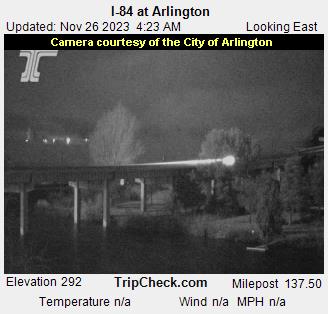 I-84 at Arlington
Updated: Nov 26 2023 4:23 AM Looking East
Camera courtesy of the City of Arlington
Elevation 292 TripCheck.com Milepost 137.50
Temperature n/a Wind n/a MPH n/a